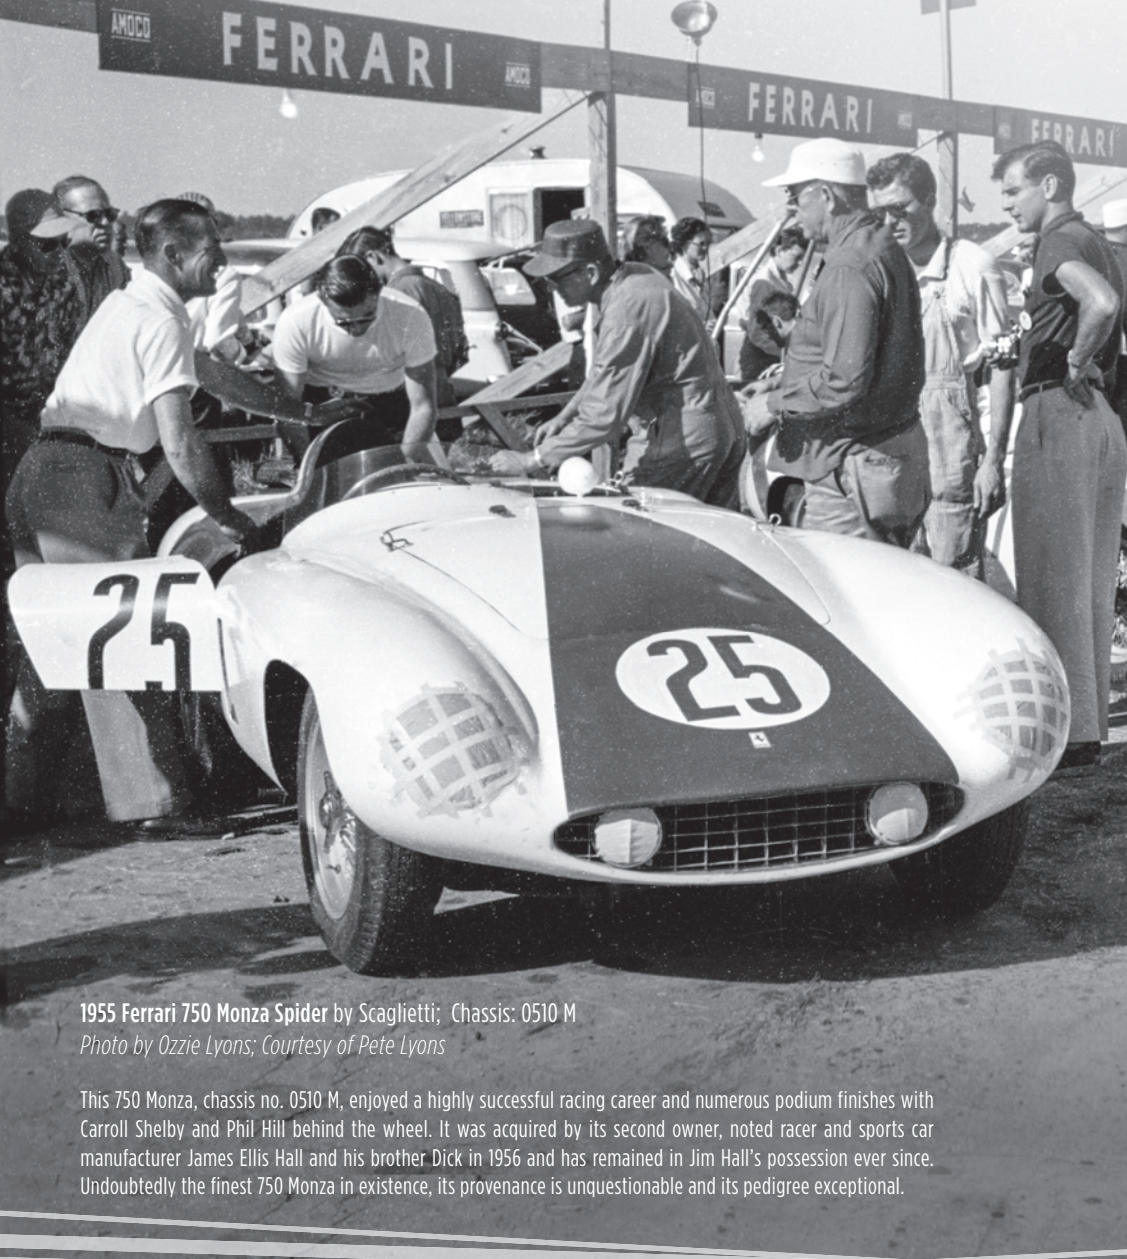 AMOCO FERRARI AMOCO
AMOCO FERRARI AMOCO
AMOCO FERRARI
25
25
1955 Ferrari 750 Monza Spider by Scaglietti; Chassis: 0510 M
Photo by Ozzie Lyons; Courtesy of Pete Lyons
This 750 Monza, chassis no. 0510 M, enjoyed a highly successful racing career and numerous podium finishes with
Carroll Shelby and Phil Hill behind the wheel. It was acquired by its second owner, noted racer and sports car
manufacturer James Ellis Hall and his brother Dick in 1956 and has remained in Jim Hall's possession ever since.
Undoubtedly the finest 750 Monza in existence, its provenance is unquestionable and its pedigree exceptional.